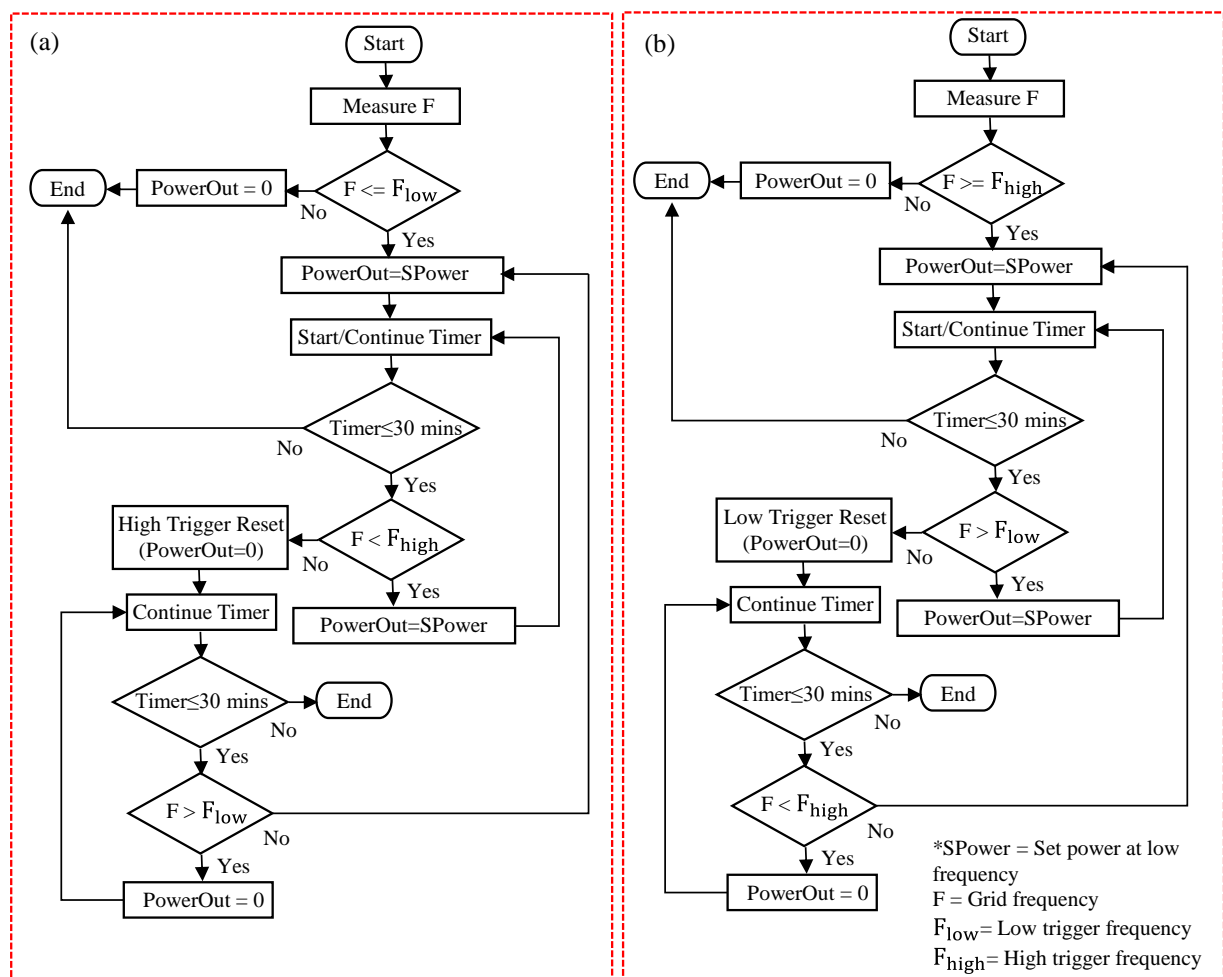 (a)
Start
Measure F
F <= F_low
No
PowerOut = 0
End
Yes
PowerOut=SPower
Start/Continue Timer
Timer≤30 mins
No
Yes
F < F_high
No
High Trigger Reset
(PowerOut=0)
Yes
PowerOut=SPower
Continue Timer
Timer≤30 mins
No
End
Yes
F > F_low
No
Yes
PowerOut = 0
(b)
Start
Measure F
F >= F_high
No
PowerOut = 0
End
Yes
PowerOut=SPower
Start/Continue Timer
Timer≤30 mins
No
Yes
F > F_low
No
Low Trigger Reset
(PowerOut=0)
Yes
PowerOut=SPower
Continue Timer
Timer≤30 mins
No
End
Yes
F < F_high
No
Yes
PowerOut = 0
*SPower = Set power at low
frequency
F = Grid frequency
F_low= Low trigger frequency
F_high= High trigger frequency